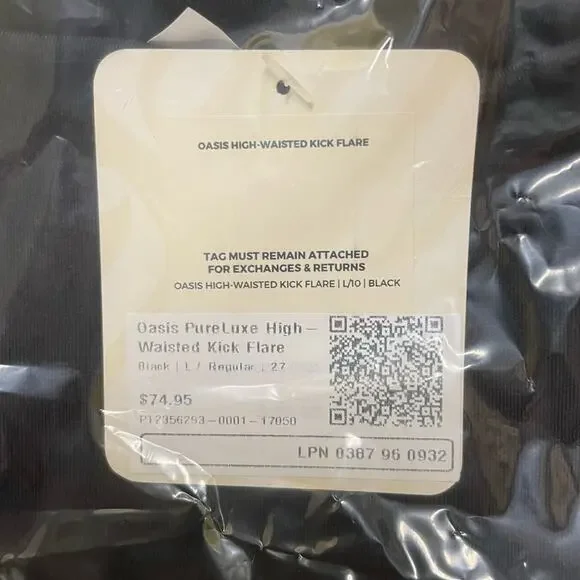 OASIS HIGH-WAISTED KICK FLARE
TAG MUST REMAIN ATTACHED
FOR EXCHANGES & RETURNS
OASIS HIGH-WAISTED KICK FLARE | L/10 | BLACK
Oasis PureLuxe High-
Waisted Kick Flare
Black | L / Regular | 27
$74.95
PT2356293-0001-17050
LPN 0387 96 0932